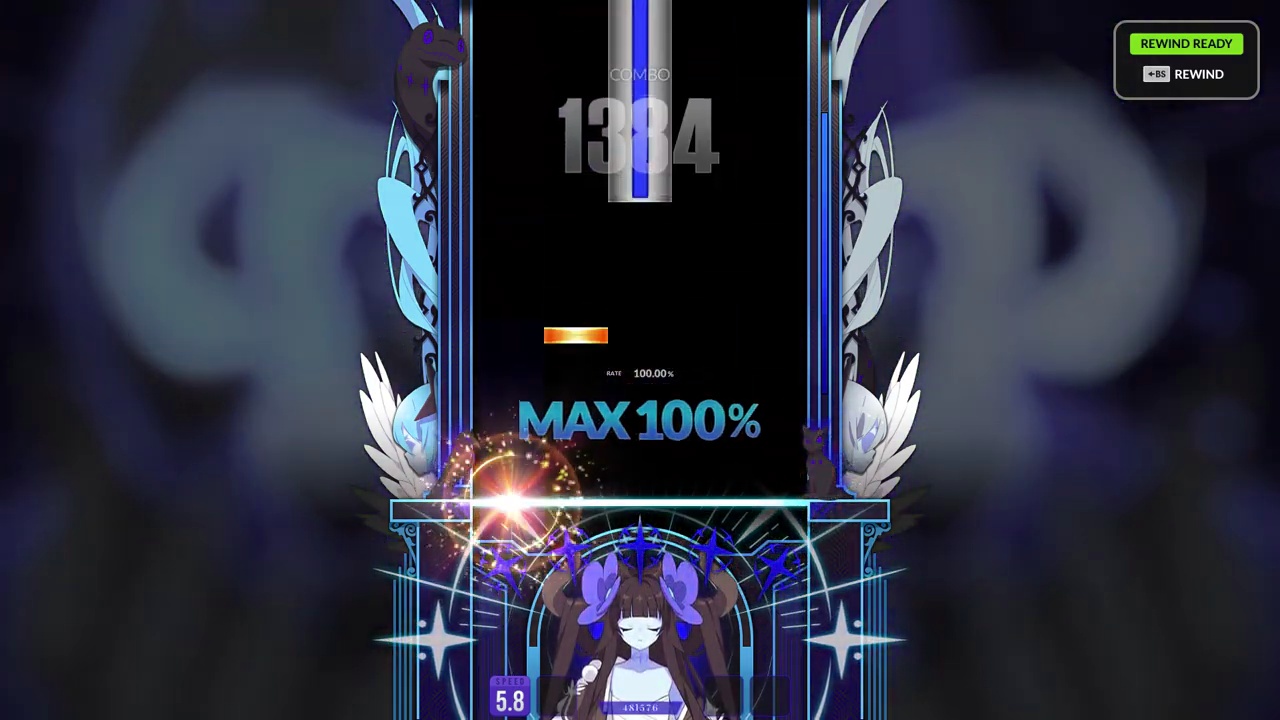 REWIND READY
←BS REWIND
COMBO
1384
RATE 100.00%
MAX 100%
SPEED
5.8
481576